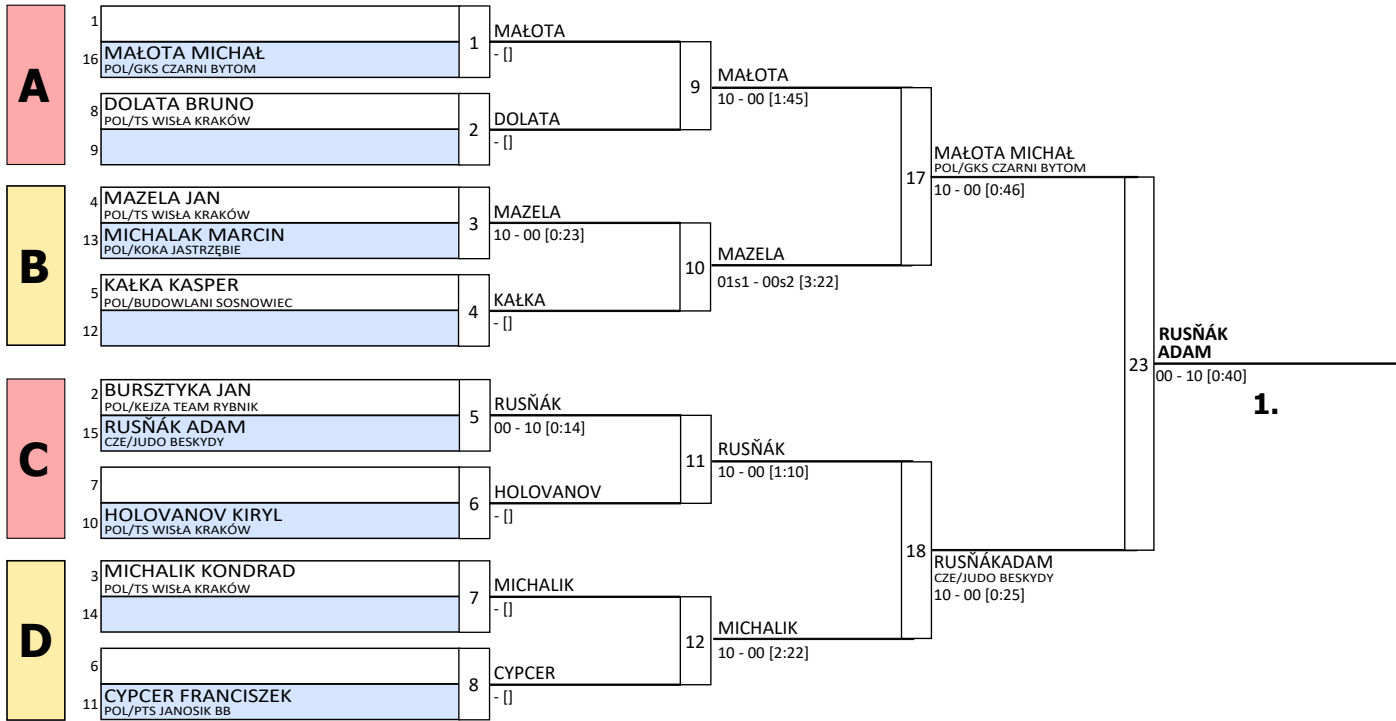 A
1
16 MAŁOTA MICHAŁ
POL/GKS CZARNI BYTOM
1
8 DOLATA BRUNO
POL/TS WISŁA KRAKÓW
9
2
B
4 MAZELA JAN
POL/TS WISŁA KRAKÓW
13 MICHALAK MARCIN
POL/KOKA JASTRZĘBIE
3
5 KAŁKA KASPER
POL/BUDOWLANI SOSNOWIEC
12
4
C
2 BURSZTYKA JAN
POL/KEJZA TEAM RYBNIK
15 RUSŇÁK ADAM
CZE/JUDO BESKYDY
5
7
10 HOLOVANOV KIRYL
POL/TS WISŁA KRAKÓW
6
D
3 MICHALIK KONDRAD
POL/TS WISŁA KRAKÓW
14
7
6
11 CYPCER FRANCISZEK
POL/PTS JANOSIK BB
8
MAŁOTA
- []
DOLATA
- []
9
MAZELA
10 - 00 [0:23]
KAŁKA
- []
10
RUSŇÁK
00 - 10 [0:14]
HOLOVANOV
- []
11
MICHALIK
- []
CYPCER
- []
12
MAŁOTA
10 - 00 [1:45]
MAZELA
01s1 - 00s2 [3:22]
17
RUSŇÁK
10 - 00 [1:10]
MICHALIK
10 - 00 [2:22]
18
MAŁOTA MICHAŁ
POL/GKS CZARNI BYTOM
10 - 00 [0:46]
RUSŇÁKADAM
CZE/JUDO BESKYDY
10 - 00 [0:25]
23
RUSŇÁK
ADAM
00 - 10 [0:40]
1.